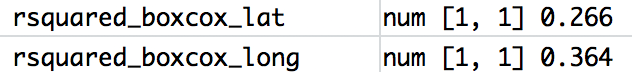 rsquared_boxcox_lat num [1, 1] 0.266
rsquared_boxcox_long num [1, 1] 0.364